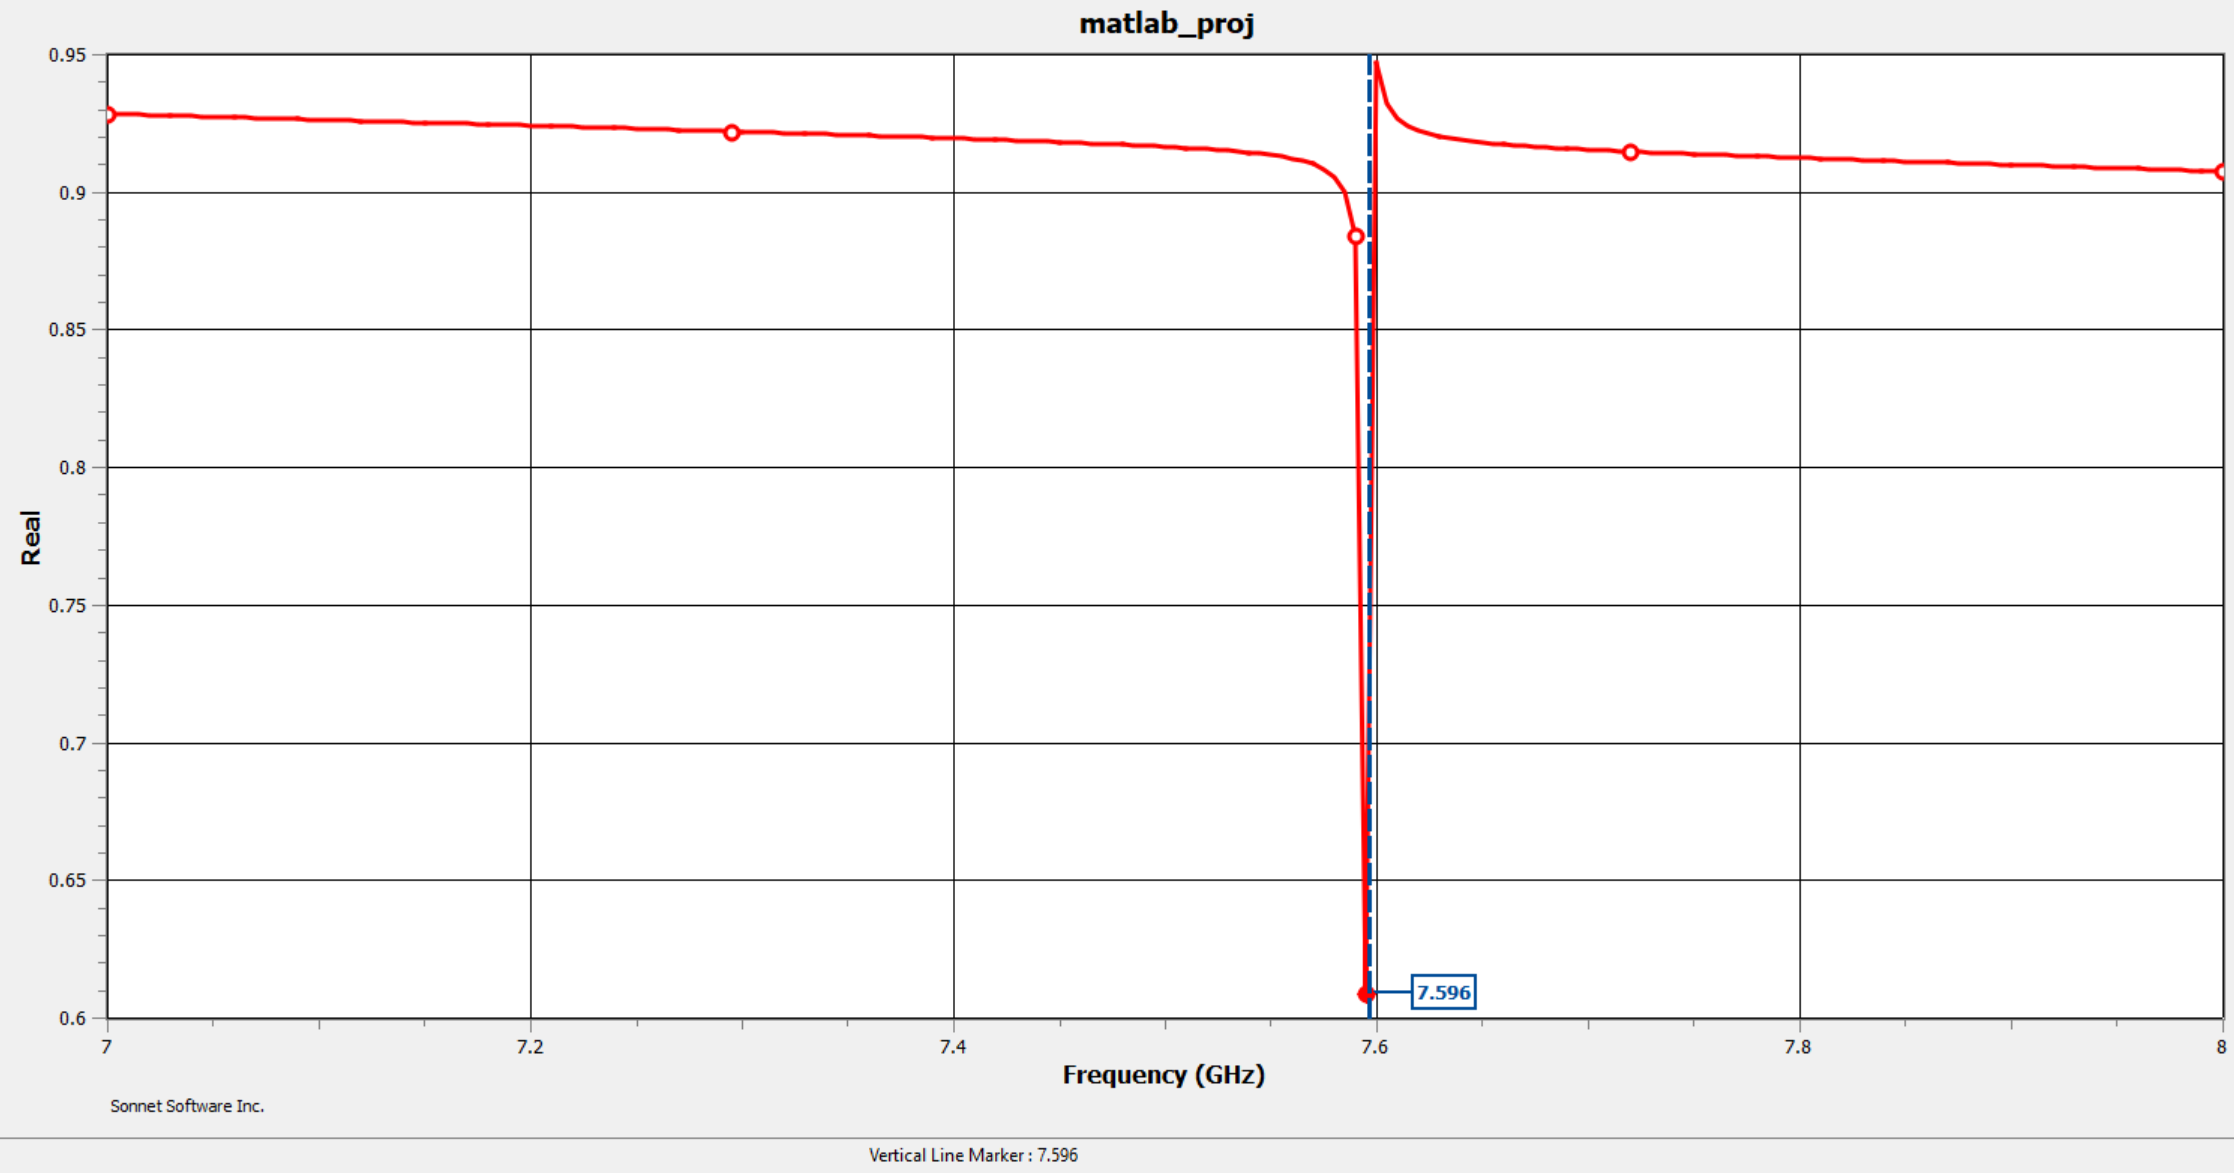 matlab_proj
0.95
0.9
0.85
0.8
0.75
0.7
0.65
0.6
Real
7.596
7 7.2 7.4 7.6 7.8 8
Frequency (GHz)
Sonnet Software Inc.
Vertical Line Marker : 7.596